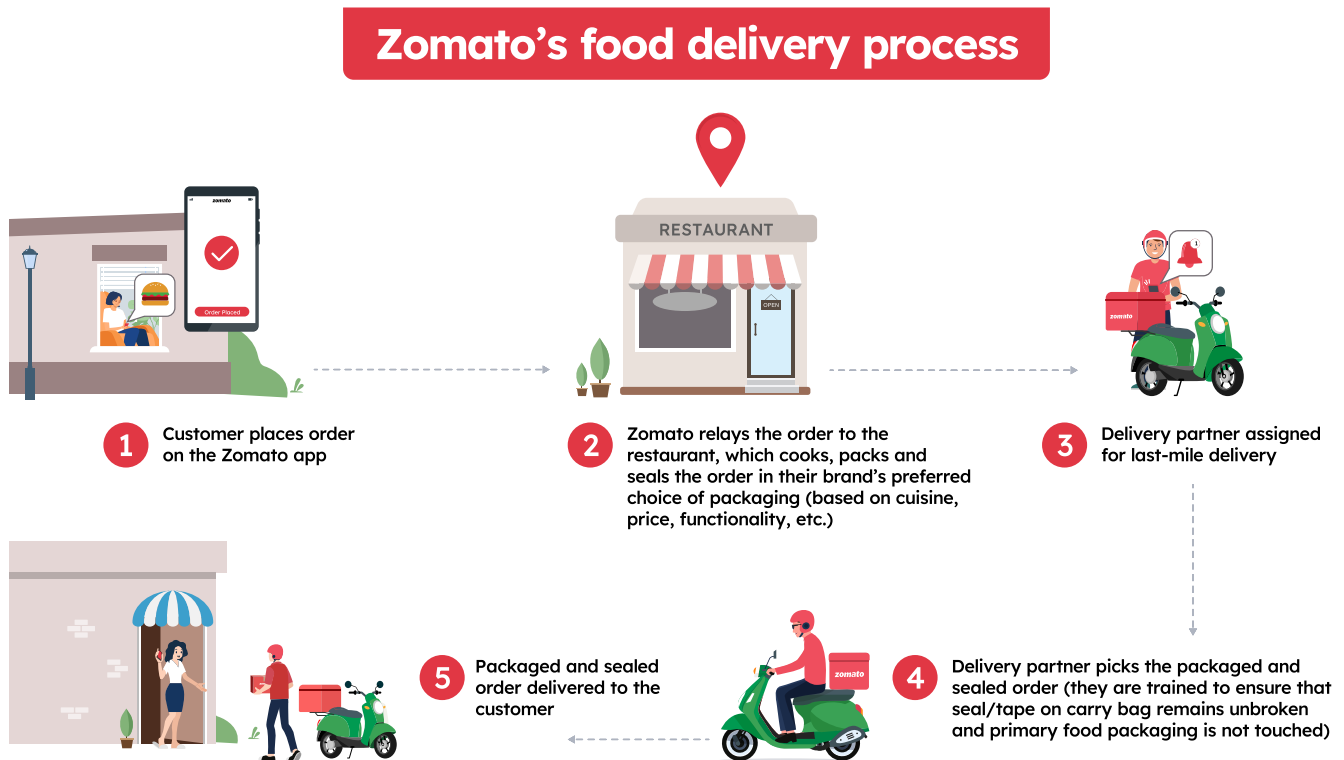 Zomato's food delivery process
zomato
Order Placed
RESTAURANT
OPEN
1
zomato
1
Customer places order
on the Zomato app
2
Zomato relays the order to the
restaurant, which cooks, packs and
seals the order in their brand's preferred
choice of packaging (based on cuisine,
price, functionality, etc.)
3
Delivery partner assigned
for last-mile delivery
4
Delivery partner picks the packaged and
sealed order (they are trained to ensure that
seal/tape on carry bag remains unbroken
and primary food packaging is not touched)
zomato
5
Packaged and sealed
order delivered to the
customer